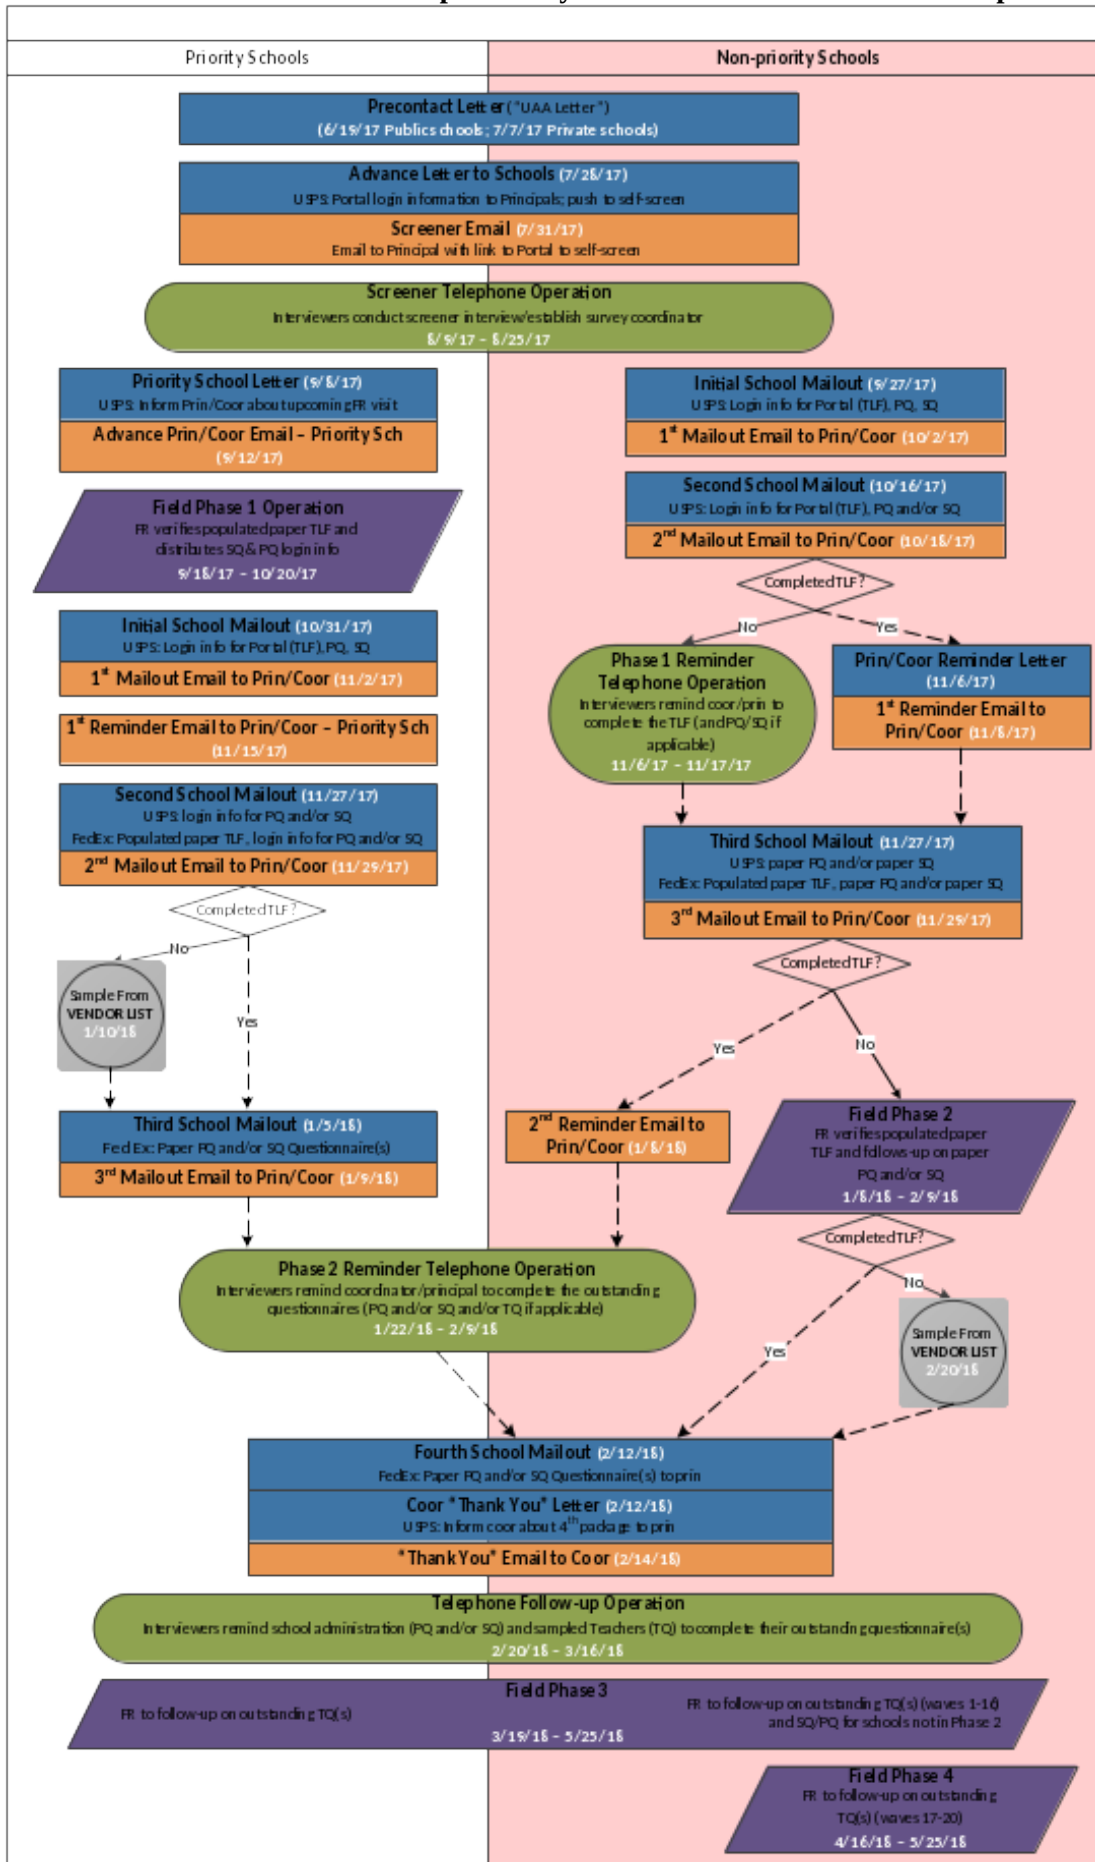 Priority Schools
Non-priority Schools
Precontact Letter ("UAA Letter")
(6/19/17 Public schools; 7/7/17 Private schools)
Advance Letter to Schools (7/28/17)
USPS: Portal login information to Principals; push to self-screen
Screener Email (7/31/17)
Email to Principal with link to Portal to self-screen
Screener Telephone Operation
Interviewers conduct screener interview/establish survey coordinator
8/9/17 – 8/25/17
Priority School Letter (9/8/17)
USPS: Inform Prin/Coor about upcoming FR visit
Advance Prin/Coor Email – Priority Sch
(9/12/17)
Field Phase 1 Operation
FR verifies populated paper TLF and
distributes SQ & PQ login info
9/18/17 – 10/20/17
Initial School Mailout (10/31/17)
USPS: Login info for Portal (TLF), PQ, SQ
1st Mailout Email to Prin/Coor (11/2/17)
1st Reminder Email to Prin/Coor – Priority Sch
(11/15/17)
Second School Mailout (11/27/17)
USPS: login info for PQ and/or SQ
FedEx: Populated paper TLF, login info for PQ and/or SQ
2nd Mailout Email to Prin/Coor (11/29/17)
Completed TLF?
No
Yes
Sample From
VENDOR LIST
1/10/18
Third School Mailout (1/5/18)
Fed Ex: Paper PQ and/or SQ Questionnaire(s)
3rd Mailout Email to Prin/Coor (1/9/18)
Initial School Mailout (9/27/17)
USPS: Login info for Portal (TLF), PQ, SQ
1st Mailout Email to Prin/Coor (10/2/17)
Second School Mailout (10/16/17)
USPS: Login info for Portal (TLF), PQ and/or SQ
2nd Mailout Email to Prin/Coor (10/18/17)
Completed TLF?
No
Yes
Phase 1 Reminder
Telephone Operation
Interviewers remind coor/prin to
complete the TLF (and PQ/SQ if
applicable)
11/6/17 – 11/17/17
Prin/Coor Reminder Letter
(11/6/17)
1st Reminder Email to
Prin/Coor (11/8/17)
Third School Mailout (11/27/17)
USPS: paper PQ and/or paper SQ
FedEx: Populated paper TLF, paper PQ and/or paper SQ
3rd Mailout Email to Prin/Coor (11/29/17)
Completed TLF?
Yes
No
2nd Reminder Email to
Prin/Coor (1/8/18)
Field Phase 2
FR verifies populated paper
TLF and follows-up on paper
PQ and/or SQ
1/8/18 – 2/9/18
Completed TLF?
No
Yes
Sample From
VENDOR LIST
2/20/18
Phase 2 Reminder Telephone Operation
Interviewers remind coordinator/principal to complete the outstanding
questionnaires (PQ and/or SQ and/or TQ if applicable)
1/22/18 – 2/9/18
Fourth School Mailout (2/12/18)
FedEx: Paper PQ and/or SQ Questionnaire(s) to prin
Coor *Thank You* Letter (2/12/18)
USPS: Inform coor about 4th package to prin
*Thank You* Email to Coor (2/14/18)
Telephone Follow-up Operation
Interviewers remind school administration (PQ and/or SQ) and sampled Teachers (TQ) to complete their outstanding questionnaire(s)
2/20/18 – 3/16/18
Field Phase 3
FR to follow-up on outstanding TQ(s)
FR to follow-up on outstanding TQ(s) (waves 1-16)
and SQ/PQ for schools not in Phase 2
3/19/18 – 5/25/18
Field Phase 4
FR to follow-up on outstanding
TQ(s) (waves 17-20)
4/16/18 – 5/25/18